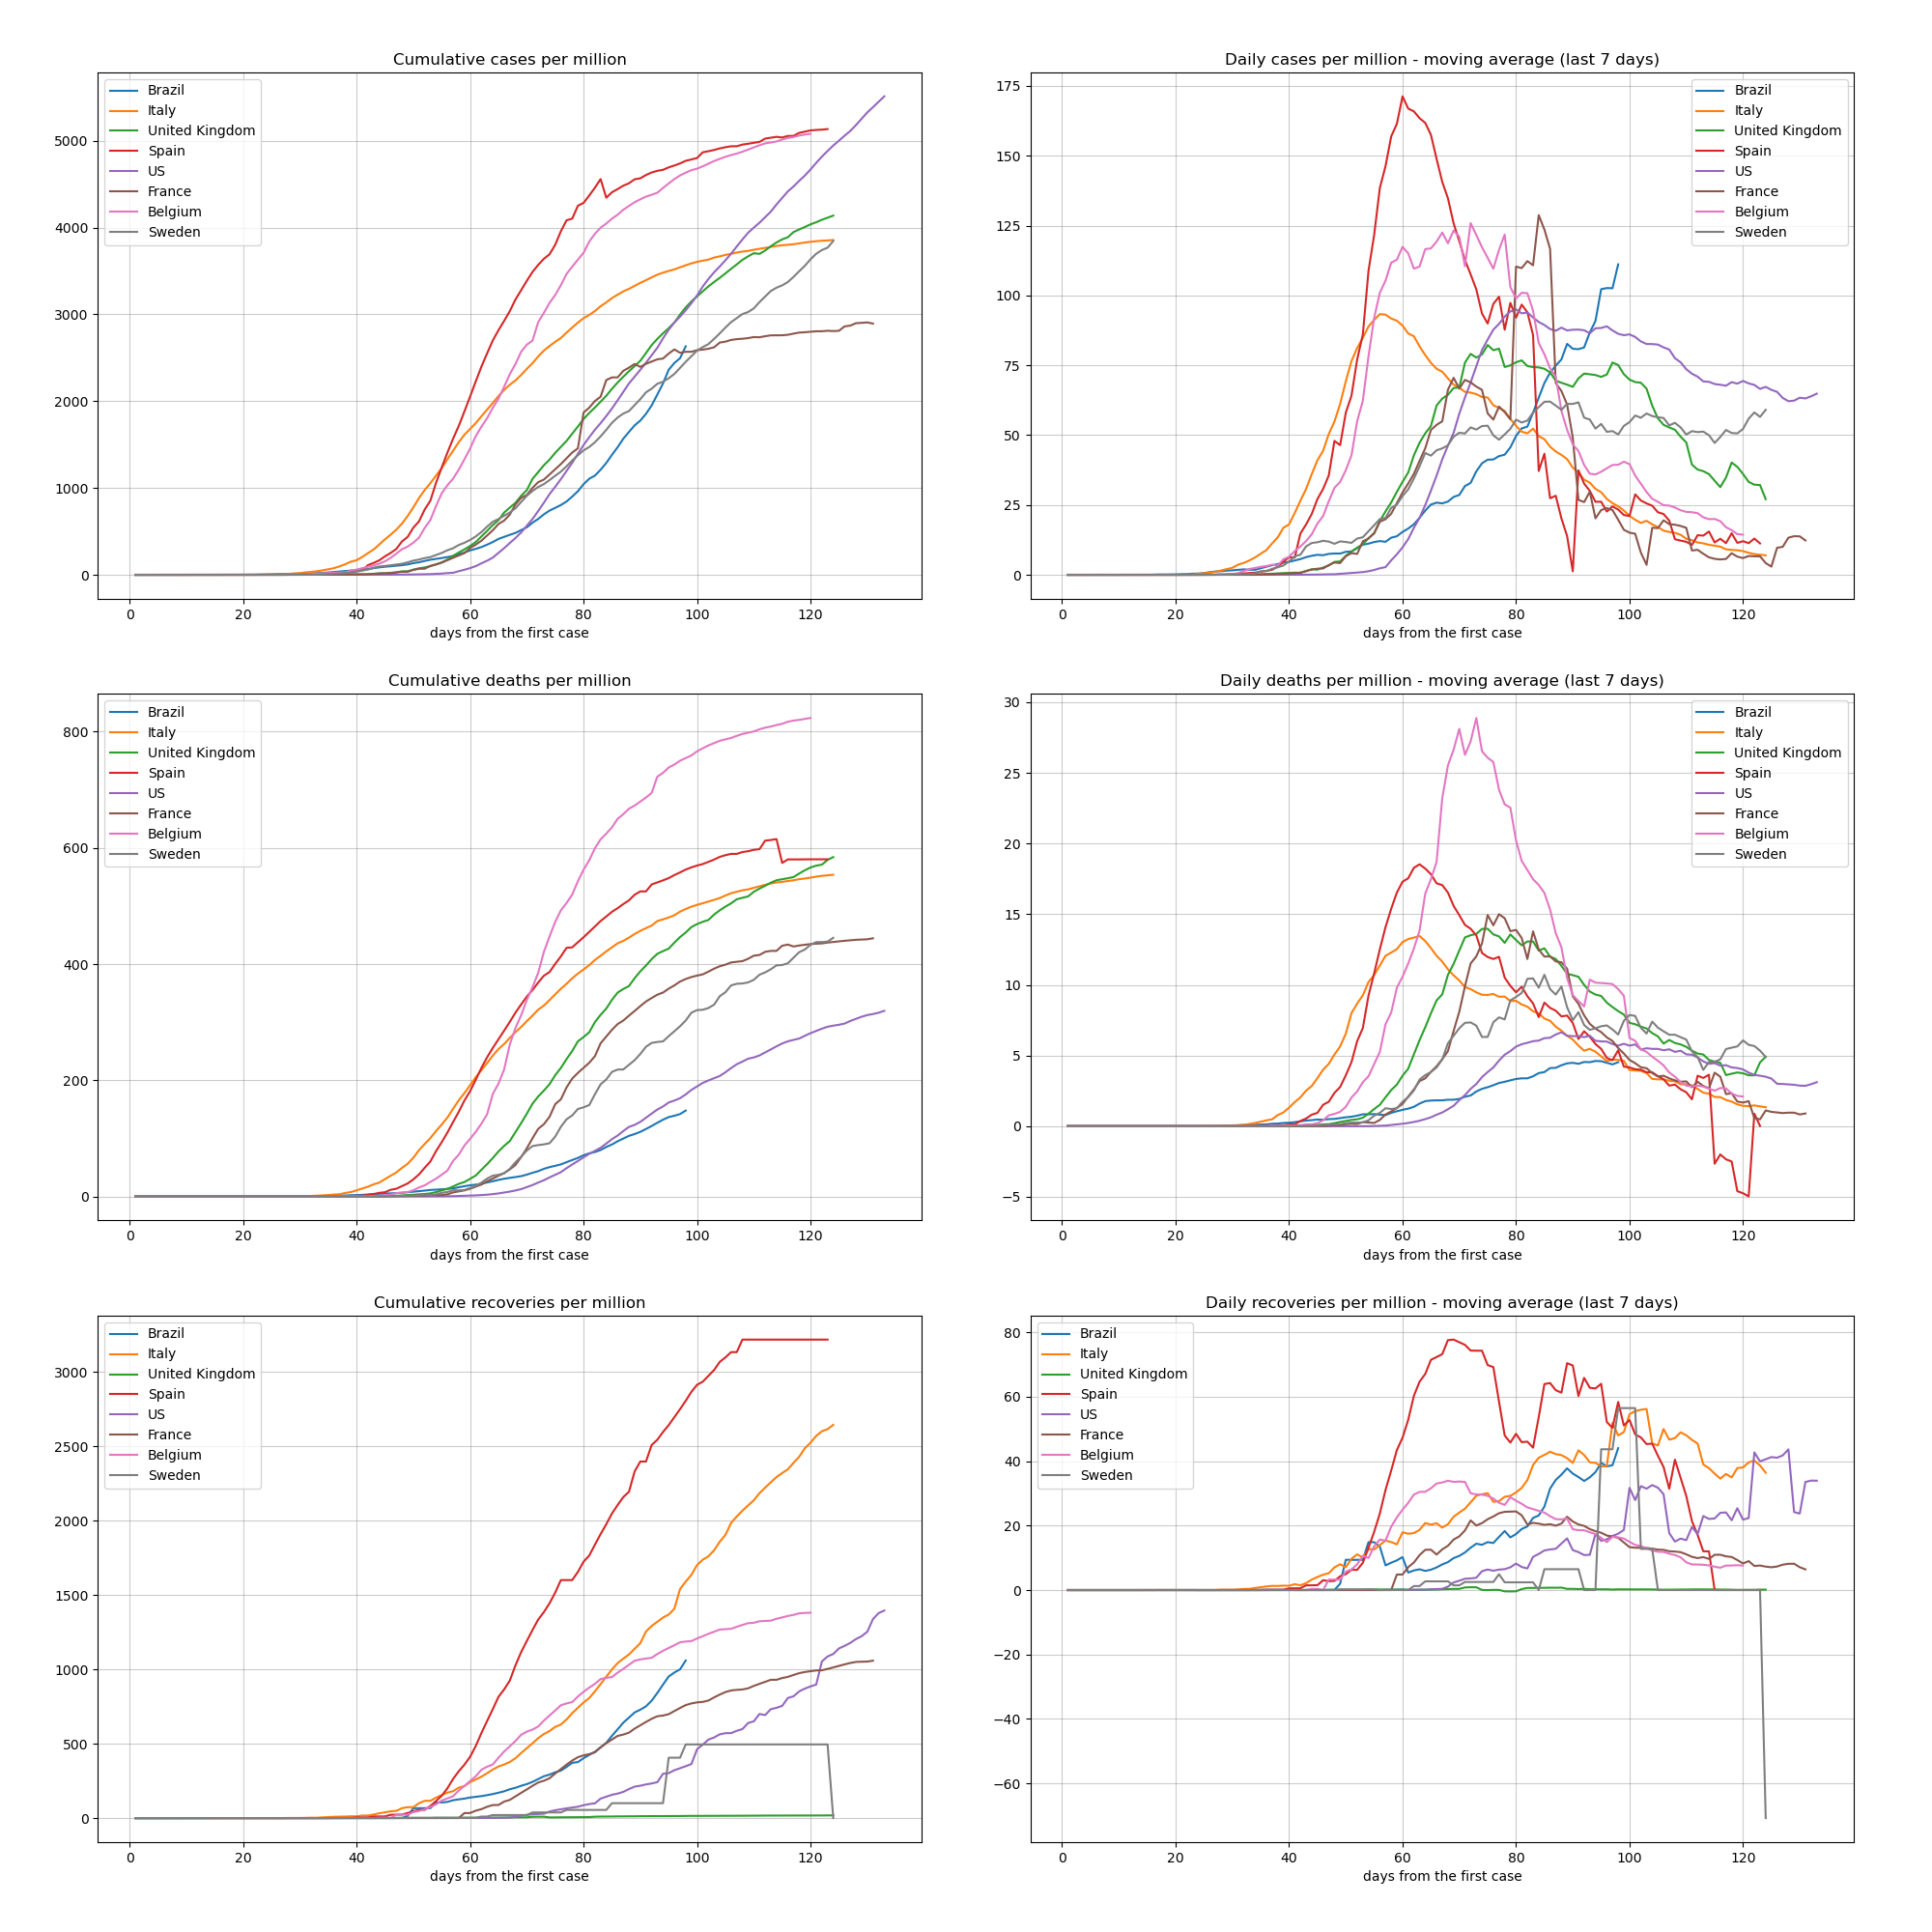 Cumulative cases per million
Brazil
Italy
United Kingdom
Spain
US
France
Belgium
Sweden
5000
4000
3000
2000
1000
0
0 20 40 60 80 100 120
days from the first case
Daily cases per million - moving average (last 7 days)
Brazil
Italy
United Kingdom
Spain
US
France
Belgium
Sweden
175
150
125
100
75
50
25
0
0 20 40 60 80 100 120
days from the first case
Cumulative deaths per million
Brazil
Italy
United Kingdom
Spain
US
France
Belgium
Sweden
800
600
400
200
0
0 20 40 60 80 100 120
days from the first case
Daily deaths per million - moving average (last 7 days)
Brazil
Italy
United Kingdom
Spain
US
France
Belgium
Sweden
30
25
20
15
10
5
0
−5
0 20 40 60 80 100 120
days from the first case
Cumulative recoveries per million
Brazil
Italy
United Kingdom
Spain
US
France
Belgium
Sweden
3000
2500
2000
1500
1000
500
0
0 20 40 60 80 100 120
days from the first case
Daily recoveries per million - moving average (last 7 days)
Brazil
Italy
United Kingdom
Spain
US
France
Belgium
Sweden
80
60
40
20
0
−20
−40
−60
0 20 40 60 80 100 120
days from the first case